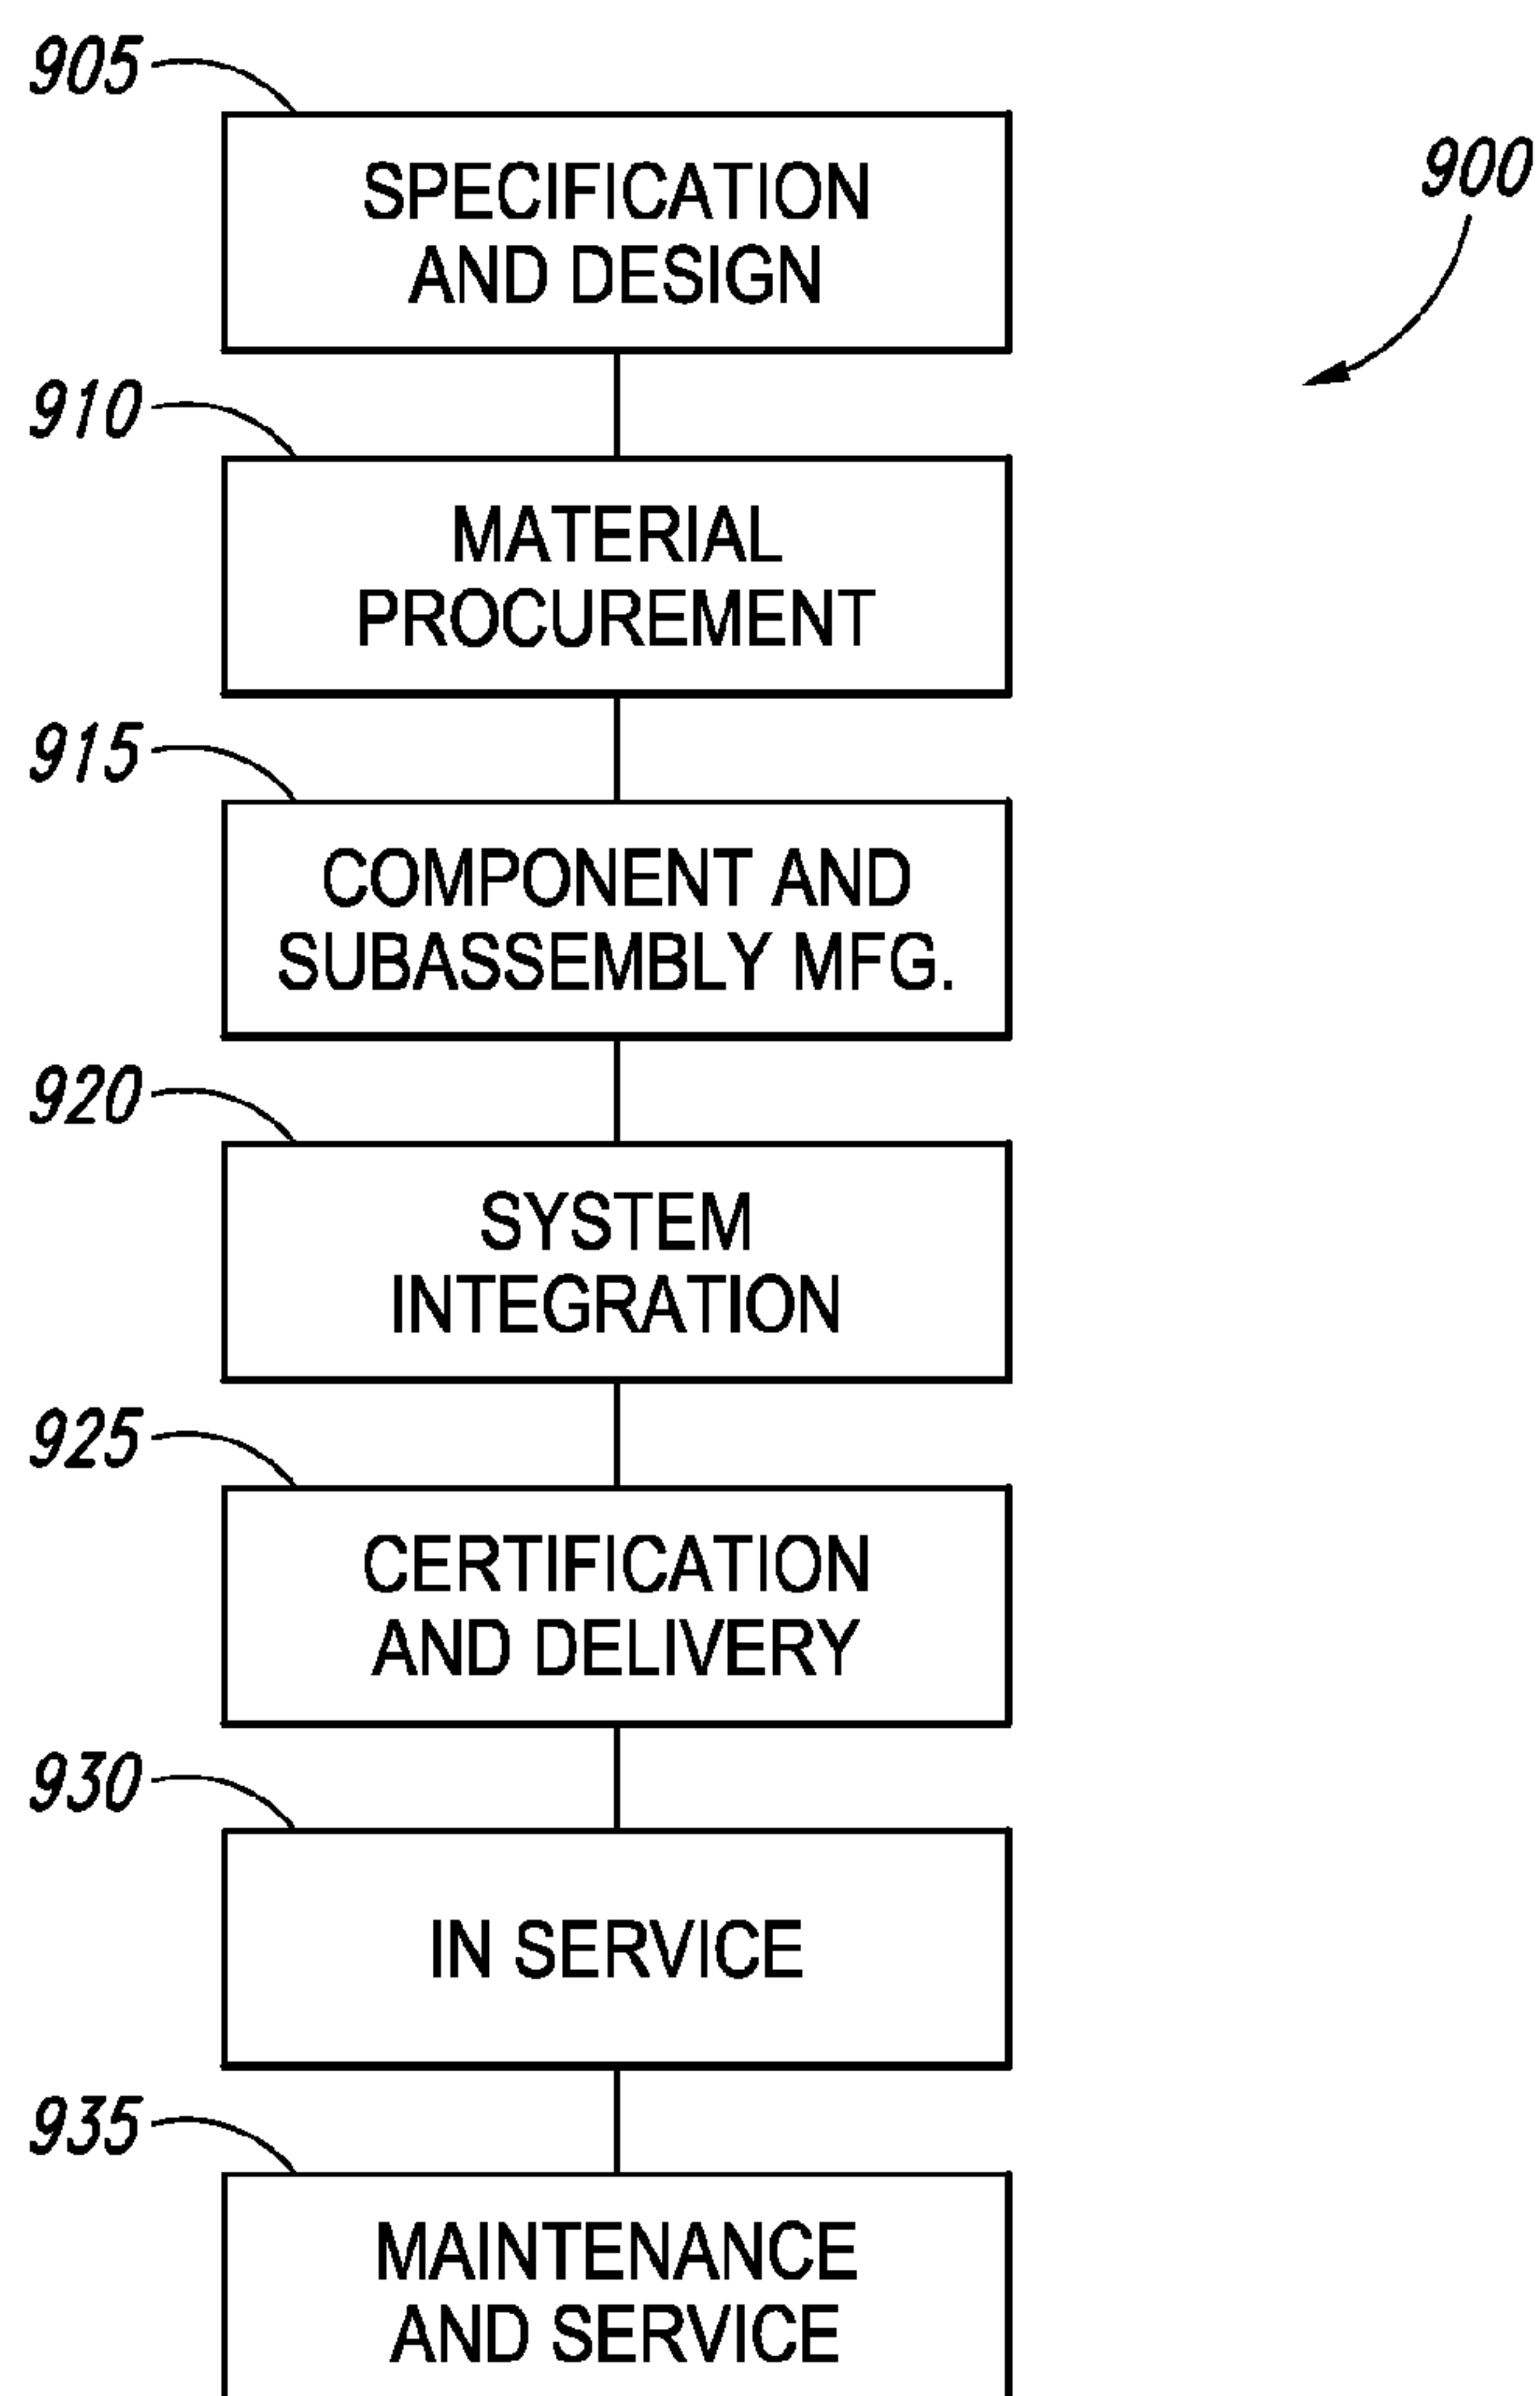 905
SPECIFICATION
AND DESIGN
900
910
MATERIAL
PROCUREMENT
915
COMPONENT AND
SUBASSEMBLY MFG.
920
SYSTEM
INTEGRATION
925
CERTIFICATION
AND DELIVERY
930
IN SERVICE
935
MAINTENANCE
AND SERVICE